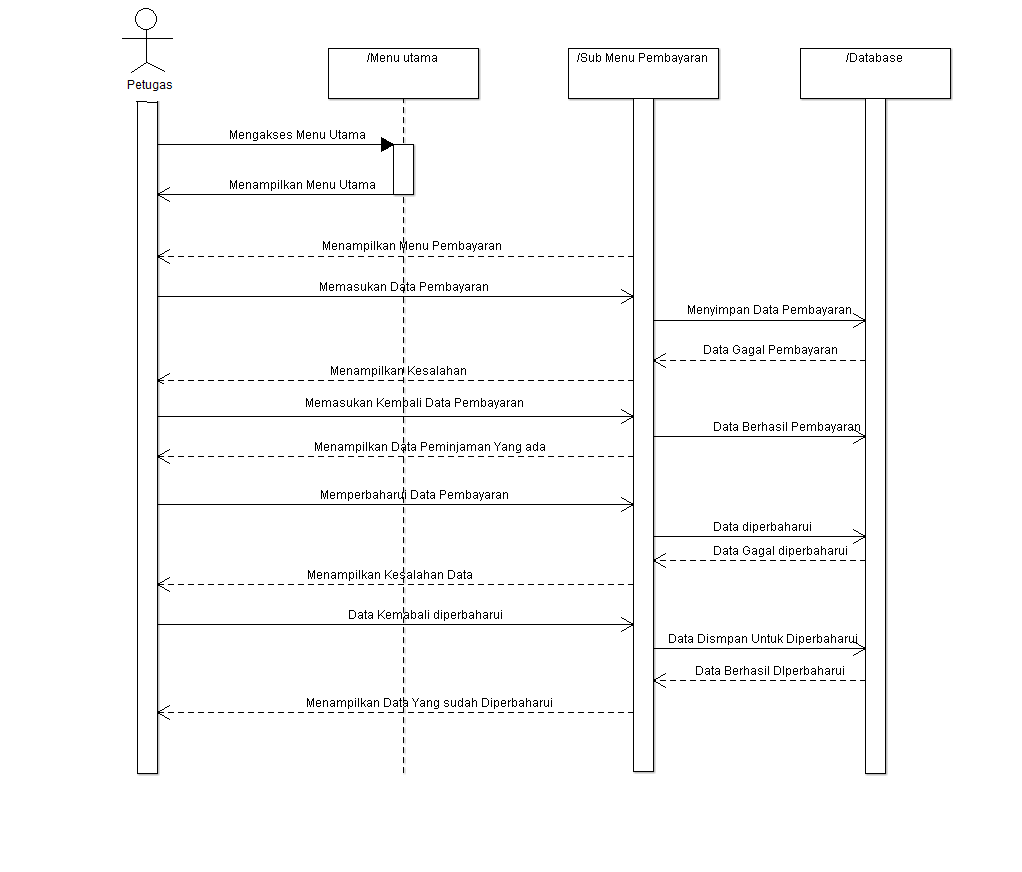 Petugas
/Menu utama
/Sub Menu Pembayaran
/Database
Mengakses Menu Utama
Menampilkan Menu Utama
Menampilkan Menu Pembayaran
Memasukan Data Pembayaran
Menyimpan Data Pembayaran
Data Gagal Pembayaran
Menampilkan Kesalahan
Memasukan Kembali Data Pembayaran
Data Berhasil Pembayaran
Menampilkan Data Peminjaman Yang ada
Memperbaharui Data Pembayaran
Data diperbaharui
Data Gagal diperbaharui
Menampilkan Kesalahan Data
Data Kemabali diperbaharui
Data Dismpan Untuk Diperbaharui
Data Berhasil DIperbaharui
Menampilkan Data Yang sudah Diperbaharui